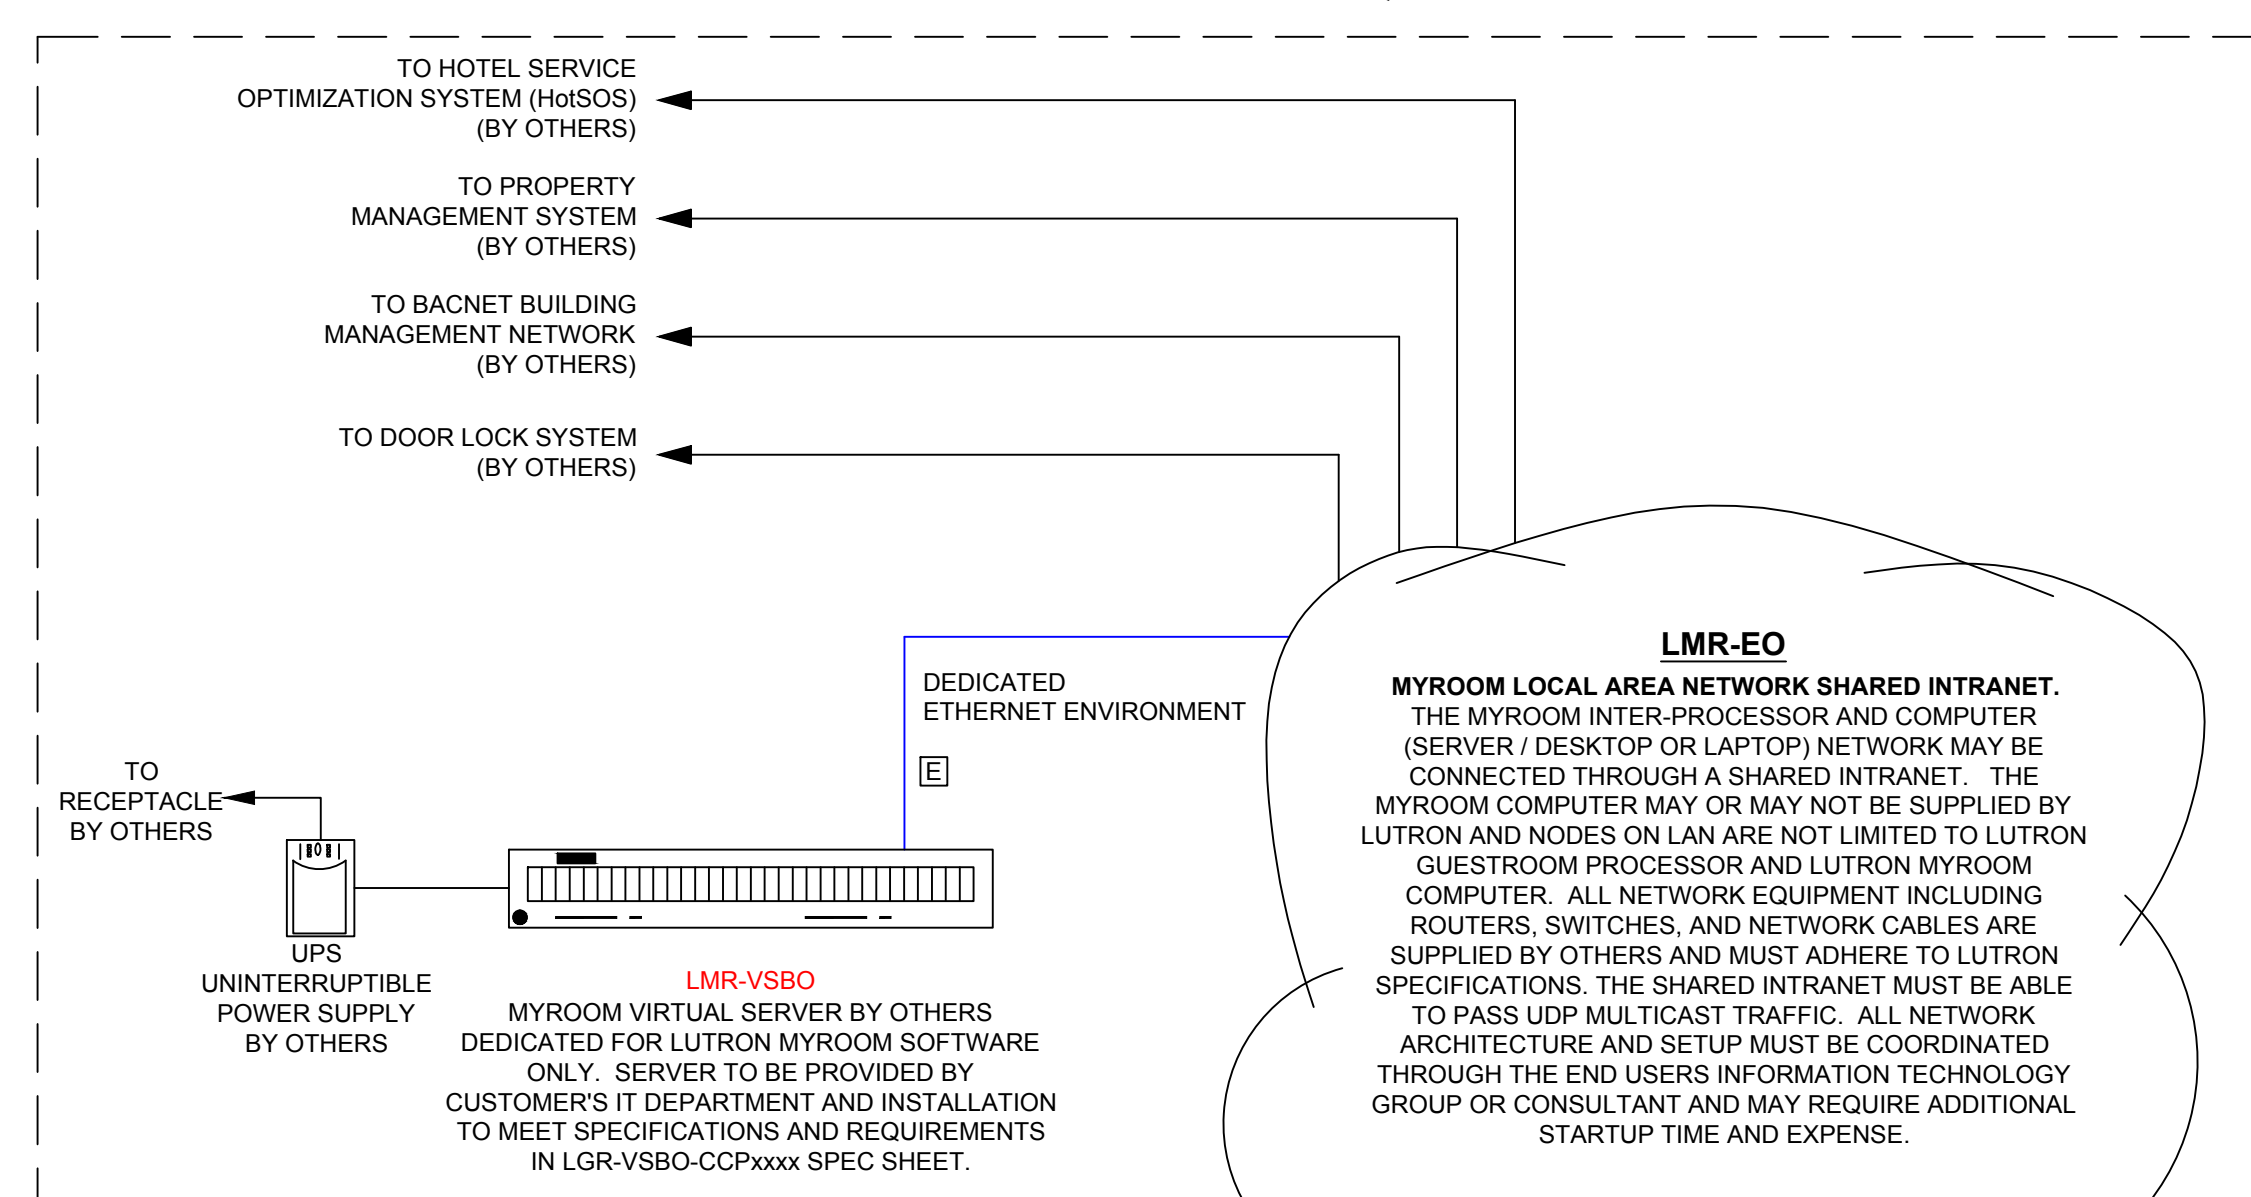 TO HOTEL SERVICE
OPTIMIZATION SYSTEM (HotSOS)
(BY OTHERS)
TO PROPERTY
MANAGEMENT SYSTEM
(BY OTHERS)
TO BACNET BUILDING
MANAGEMENT NETWORK
(BY OTHERS)
TO DOOR LOCK SYSTEM
(BY OTHERS)
DEDICATED
ETHERNET ENVIRONMENT
E
TO
RECEPTACLE
BY OTHERS
UPS
UNINTERRUPTIBLE
POWER SUPPLY
BY OTHERS
LMR-VSBO
MYROOM VIRTUAL SERVER BY OTHERS
DEDICATED FOR LUTRON MYROOM SOFTWARE
ONLY. SERVER TO BE PROVIDED BY
CUSTOMER'S IT DEPARTMENT AND INSTALLATION
TO MEET SPECIFICATIONS AND REQUIREMENTS
IN LGR-VSBO-CCPxxxx SPEC SHEET.
LMR-EO
MYROOM LOCAL AREA NETWORK SHARED INTRANET.
THE MYROOM INTER-PROCESSOR AND COMPUTER
(SERVER / DESKTOP OR LAPTOP) NETWORK MAY BE
CONNECTED THROUGH A SHARED INTRANET. THE
MYROOM COMPUTER MAY OR MAY NOT BE SUPPLIED BY
LUTRON AND NODES ON LAN ARE NOT LIMITED TO LUTRON
GUESTROOM PROCESSOR AND LUTRON MYROOM
COMPUTER. ALL NETWORK EQUIPMENT INCLUDING
ROUTERS, SWITCHES, AND NETWORK CABLES ARE
SUPPLIED BY OTHERS AND MUST ADHERE TO LUTRON
SPECIFICATIONS. THE SHARED INTRANET MUST BE ABLE
TO PASS UDP MULTICAST TRAFFIC. ALL NETWORK
ARCHITECTURE AND SETUP MUST BE COORDINATED
THROUGH THE END USERS INFORMATION TECHNOLOGY
GROUP OR CONSULTANT AND MAY REQUIRE ADDITIONAL
STARTUP TIME AND EXPENSE.